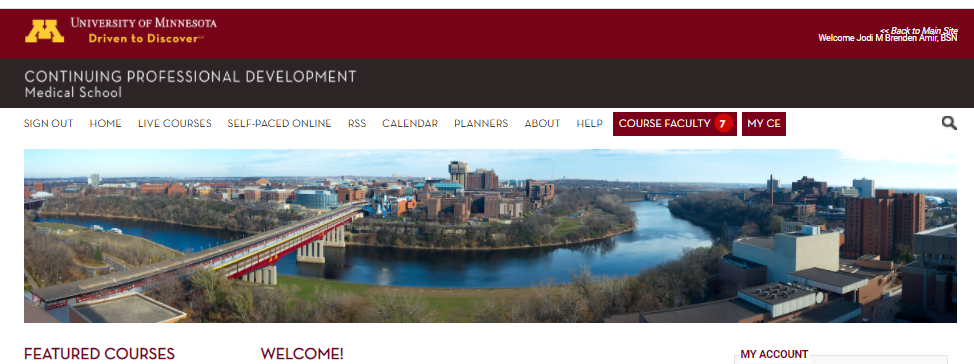 UNIVERSITY OF MINNESOTA
Driven to Discover
<< Back to Main Site
Welcome Jodi M Brenden Amir, BSN
CONTINUING PROFESSIONAL DEVELOPMENT
Medical School
SIGN OUT HOME LIVE COURSES SELF-PACED ONLINE RSS CALENDAR PLANNERS ABOUT HELP COURSE FACULTY 7 MY CE
FEATURED COURSES WELCOME! MY ACCOUNT